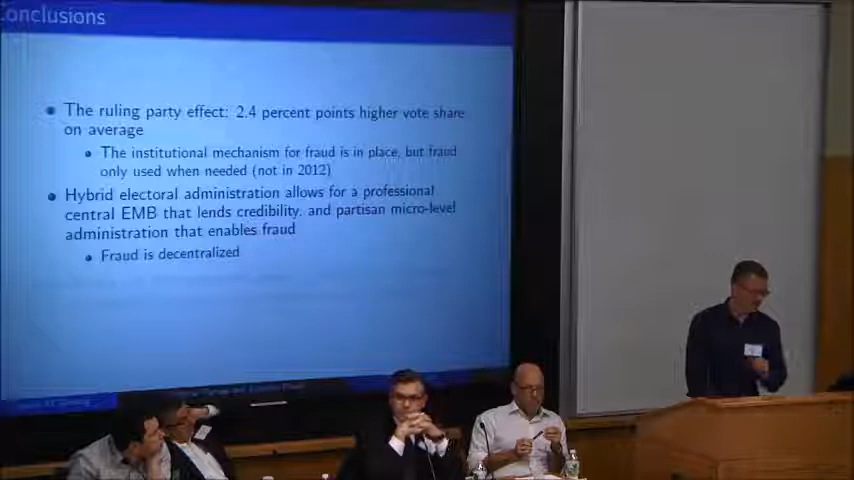 onclusions
The ruling party effect: 2.4 percent points higher vote share
on average
The institutional mechanism for fraud is in place, but fraud
only used when needed (not in 2012)
Hybrid electoral administration allows for a professional
central EMB that lends credibility, and partisan micro-level
administration that enables fraud
Fraud is decentralized